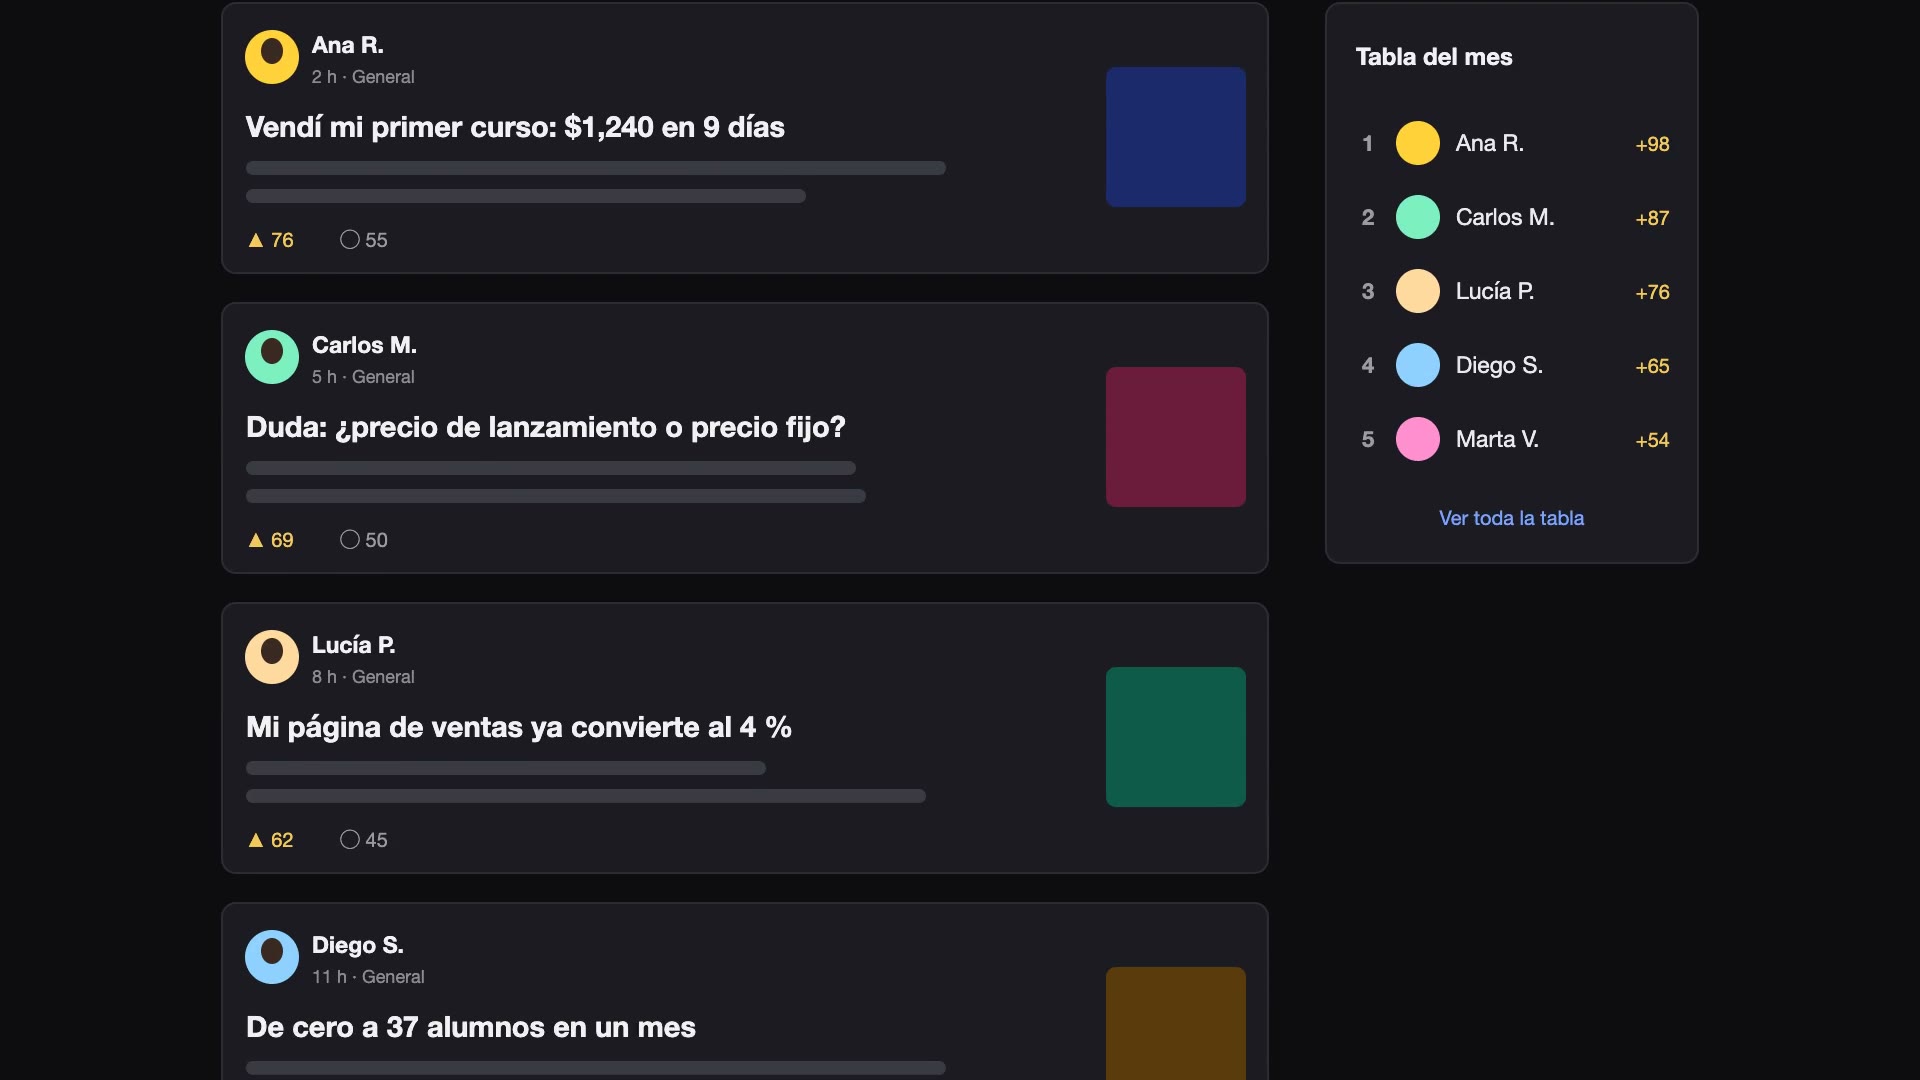 Ana R.
2 h · General
Vendí mi primer curso: $1,240 en 9 días
▲ 76 ◯ 55
Carlos M.
5 h · General
Duda: ¿precio de lanzamiento o precio fijo?
▲ 69 ◯ 50
Lucía P.
8 h · General
Mi página de ventas ya convierte al 4 %
▲ 62 ◯ 45
Diego S.
11 h · General
De cero a 37 alumnos en un mes
Tabla del mes
1 Ana R. +98
2 Carlos M. +87
3 Lucía P. +76
4 Diego S. +65
5 Marta V. +54
Ver toda la tabla